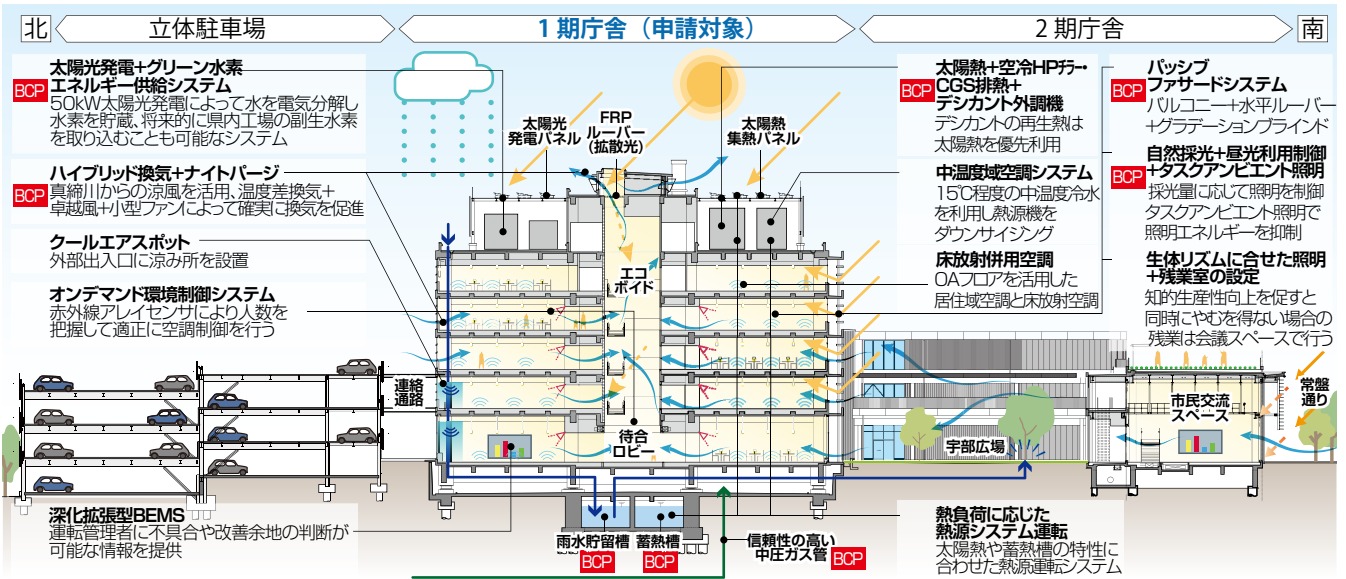 北
立体駐車場
1期庁舎（申請対象）
2期庁舎
南
太陽光発電+グリーン水素
エネルギー供給システム
BCP
50kW太陽光発電によって水を電気分解し
水素を貯蔵、将来的に県内工場の副生水素
を取り込むことも可能なシステム
ハイブリッド換気+ナイトパージ
BCP
真締川からの涼風を活用、温度差換気+
卓越風+小型ファンによって確実に換気を促進
クールエアスポット
外部出入口に涼み所を設置
オンデマンド環境制御システム
赤外線アレイセンサにより人数を
把握して適正に空調制御を行う
太陽光
発電パネル
FRP
ルーバー
（拡散光）
太陽熱
集熱パネル
エコ
ボイド
待合
ロビー
連絡
通路
太陽熱+空冷HPチラー・
CGS排熱+
デシカント外調機
BCP
デシカントの再生熱は
太陽熱を優先利用
中温度域空調システム
15℃程度の中温度冷水
を利用し熱源機を
ダウンサイジング
床放射併用空調
OAフロアを活用した
居住域空調と床放射空調
パッシブ
ファサードシステム
BCP
バルコニー+水平ルーバー
+グラデーションブラインド
自然採光+昼光利用制御
+タスクアンビエント照明
BCP
採光量に応じて照明を制御
タスクアンビエント照明で
照明エネルギーを抑制
生体リズムに合せた照明
+残業室の設定
知的生産性向上を促すと
同時にやむを得ない場合の
残業は会議スペースで行う
市民交流
スペース
常盤
通り
宇部広場
深化拡張型BEMS
運転管理者に不具合や改善余地の判断が
可能な情報を提供
雨水貯留槽
BCP
蓄熱槽
BCP
信頼性の高い
中圧ガス管
BCP
熱負荷に応じた
熱源システム運転
太陽熱や蓄熱槽の特性に
合わせた熱源運転システム